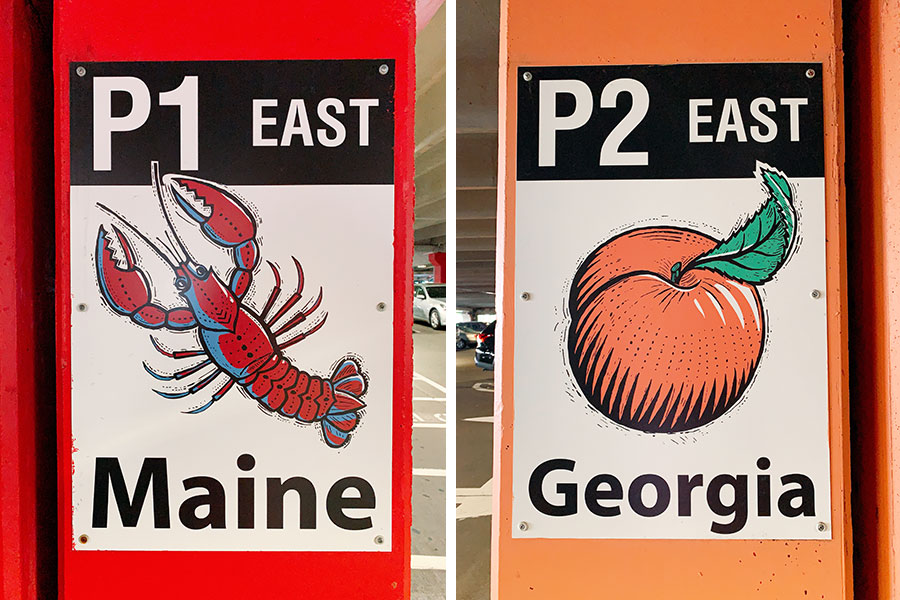 P1 EAST
Maine
P2 EAST
Georgia